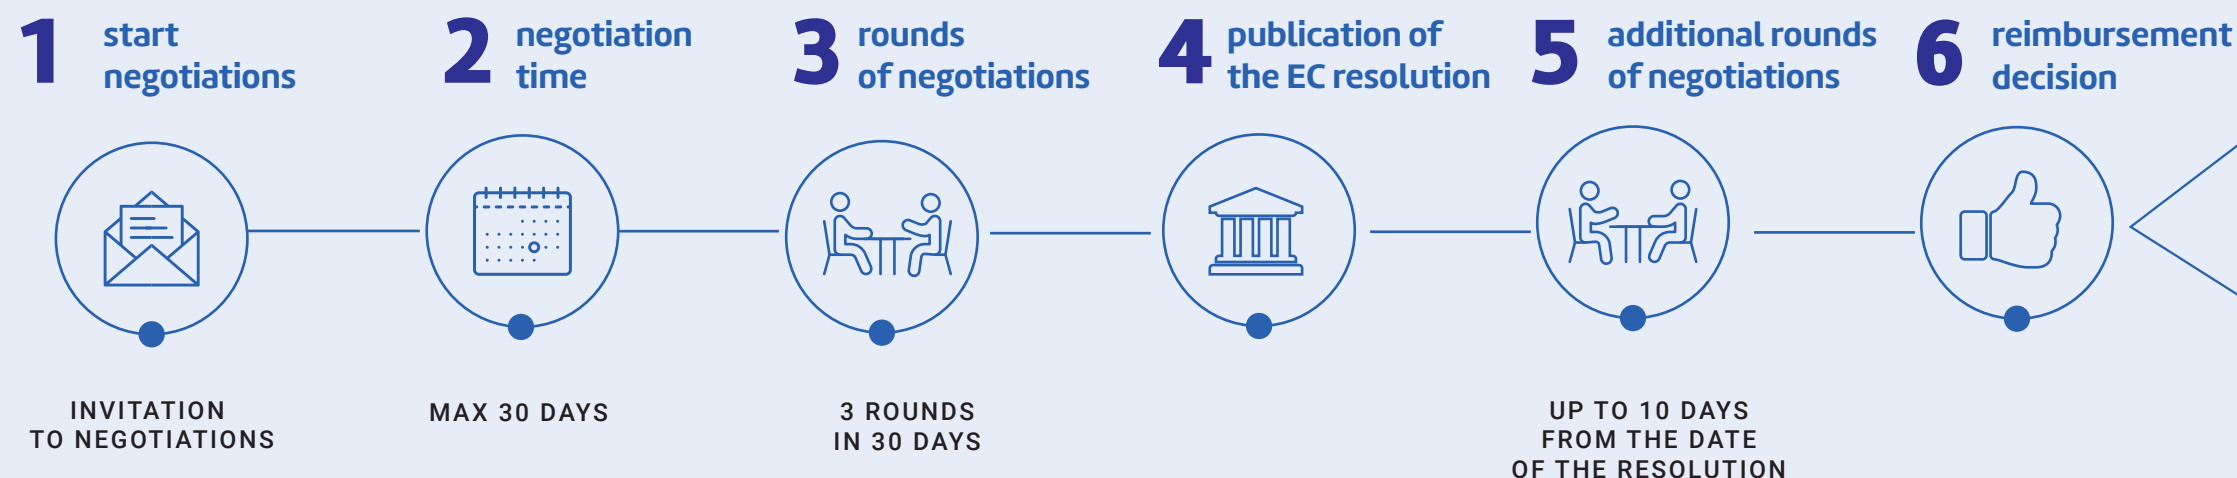 1
start
negotiations
2
negotiation
time
3
rounds
of negotiations
4
publication of
the EC resolution
5
additional rounds
of negotiations
6
reimbursement
decision
INVITATION
TO NEGOTIATIONS
MAX 30 DAYS
3 ROUNDS
IN 30 DAYS
UP TO 10 DAYS
FROM THE DATE
OF THE RESOLUTION